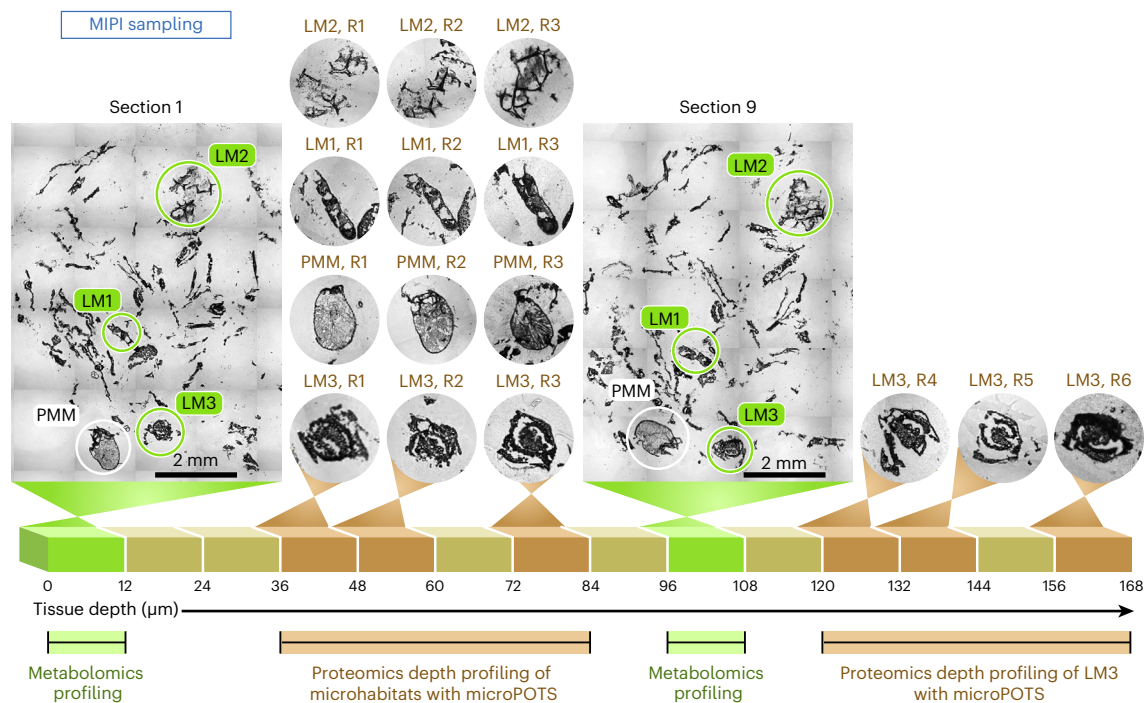 MIPI sampling
LM2, R1
LM2, R2
LM2, R3
Section 1
LM2
LM1
PMM
LM3
2 mm
LM1, R1
LM1, R2
LM1, R3
PMM, R1
PMM, R2
PMM, R3
LM3, R1
LM3, R2
LM3, R3
Section 9
LM2
LM1
PMM
LM3
2 mm
LM3, R4
LM3, R5
LM3, R6
0
12
24
36
48
60
72
84
96
108
120
132
144
156
168
Tissue depth (µm)
Metabolomics
profiling
Proteomics depth profiling of
microhabitats with microPOTS
Metabolomics
profiling
Proteomics depth profiling of LM3
with microPOTS